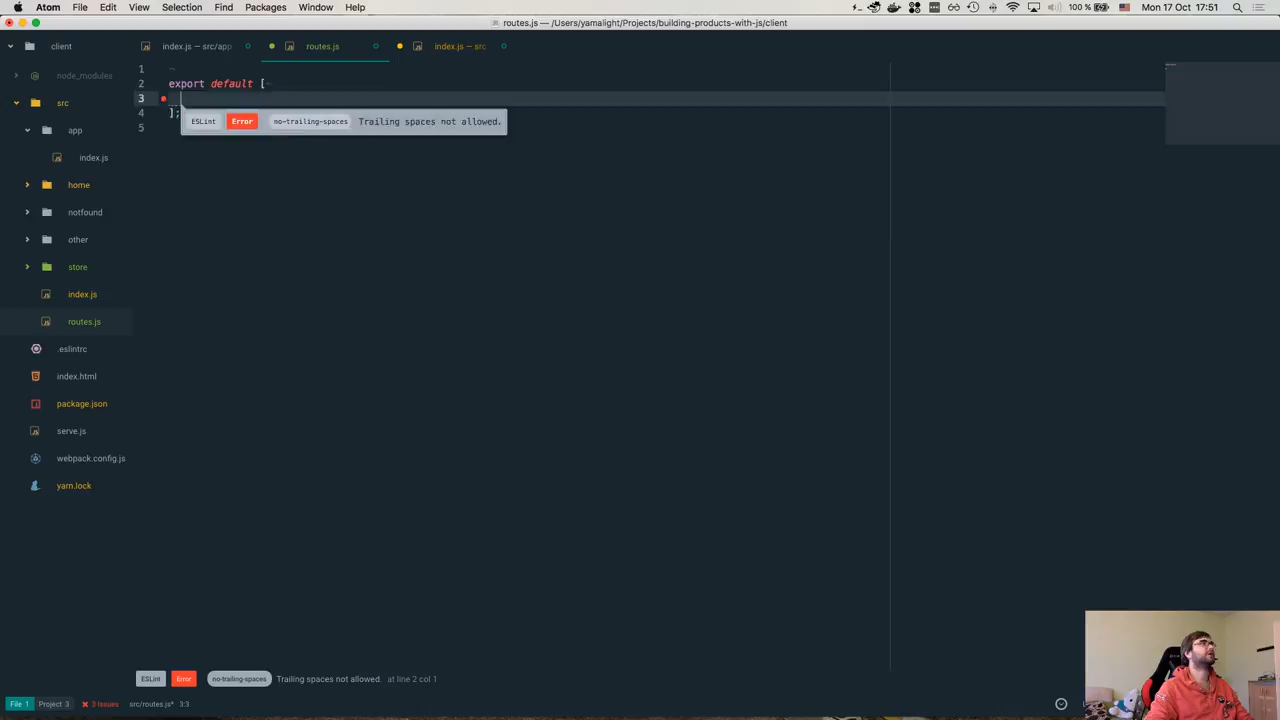 Atom File Edit View Selection Find Packages Window Help 100 % Mon 17 Oct 17:51
routes.js — /Users/yamalight/Projects/building-products-with-js/client
client
index.js — src/app
routes.js
index.js — src
node_modules
src
app
index.js
home
notfound
other
store
index.js
routes.js
.eslintrc
index.html
package.json
serve.js
webpack.config.js
yarn.lock
1
2 export default [
3
ESLint Error no-trailing-spaces Trailing spaces not allowed.
4 ];
5
ESLint Error no-trailing-spaces Trailing spaces not allowed. at line 2 col 1
File 1 Project 3 3 Issues src/routes.js* 3:3